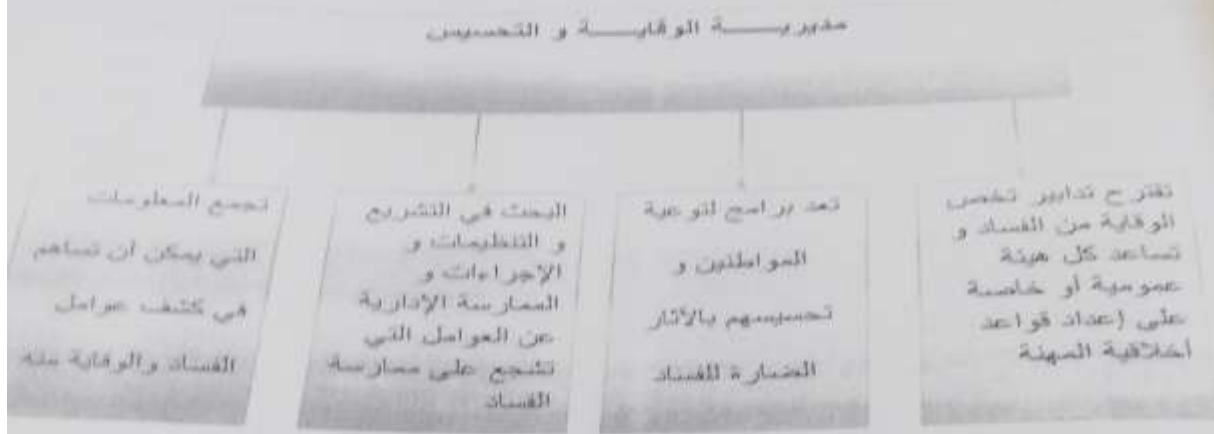 مديرية الوقاية و التحسيس
تقترح تدابير تخص
الوقاية من الفساد و
تساعد كل هيئة
عمومية أو خاصة
على إعداد قواعد
أخلاقية المهنة
تعد برامج لتوعية
المواطنين و
تحسيسهم بالآثار
الضارة للفساد
البحث في التشريع
و التنظيمات و
الإجراءات و
الممارسة الإدارية
عن العوامل التي
تشجع على ممارسة
الفساد
تجمع المعلومات
التي يمكن أن تساهم
في كشف عوامل
الفساد والوقاية منه